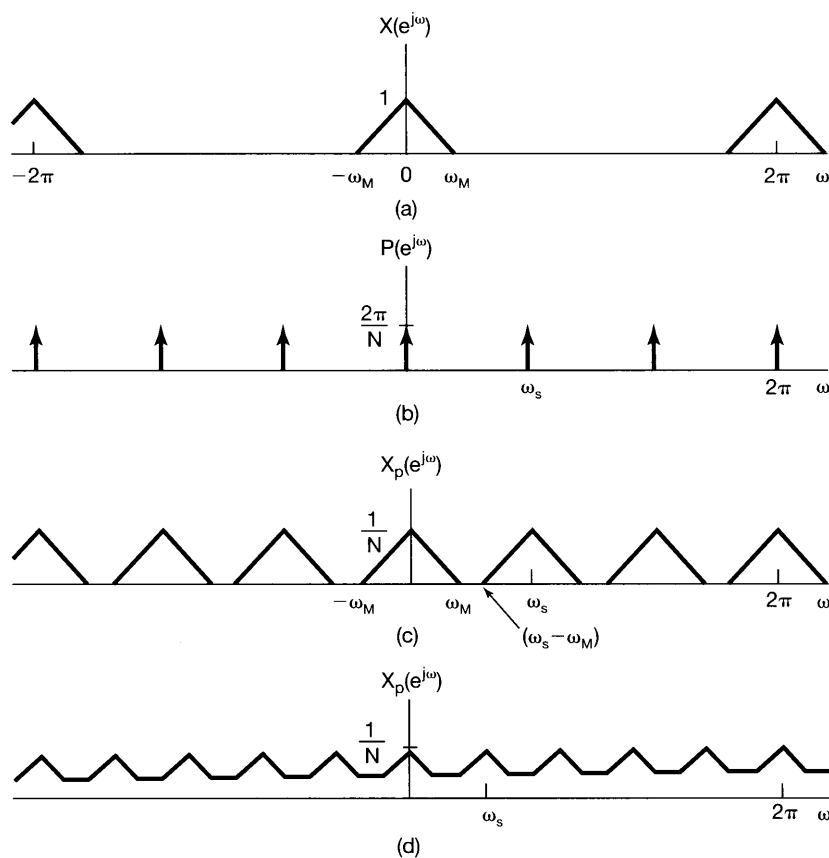 X(e^{jω})
1
−2π −ω_M 0 ω_M 2π ω
(a)
P(e^{jω})
2π/N
ω_s 2π ω
(b)
X_p(e^{jω})
1/N
−ω_M ω_M ω_s 2π ω
(c) (ω_s−ω_M)
X_p(e^{jω})
1/N
ω_s 2π ω
(d)